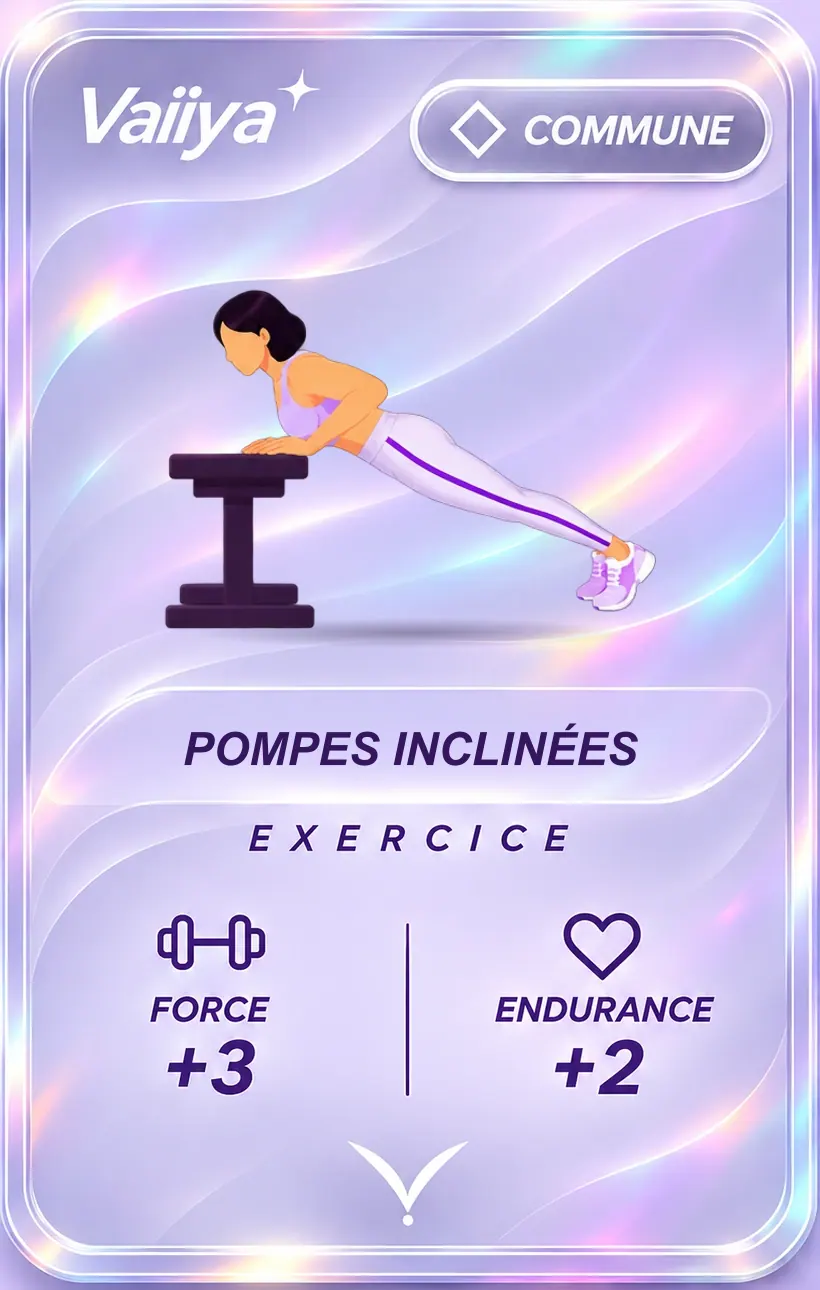 Vaiiya
COMMUNE
POMPES INCLINÉES
EXERCICE
FORCE
+3
ENDURANCE
+2